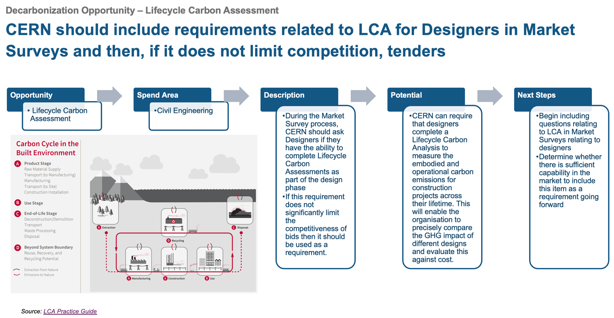 Decarbonization Opportunity – Lifecycle Carbon Assessment
CERN should include requirements related to LCA for Designers in Market
Surveys and then, if it does not limit competition, tenders
Opportunity
• Lifecycle Carbon
Assessment
Spend Area
• Civil Engineering
Description
•During the Market
Survey process,
CERN should ask
Designers if they
have the ability to
complete Lifecycle
Carbon
Assessments as
part of the design
phase
•If this requirement
does not
significantly limit
the
competitiveness of
bids then it should
be used as a
requirement.
Potential
•CERN can require
that designers
complete a
Lifecycle Carbon
Analysis to
measure the
embodied and
operational carbon
emissions for
construction
projects across
their lifetime. This
will enable the
organisation to
precisely compare
the GHG impact of
different designs
and evaluate this
against cost.
Next Steps
•Begin including
questions relating
to LCA in Market
Surveys relating to
designers
•Determine whether
there is sufficient
capability in the
market to include
this item as a
requirement going
forward
Carbon Cycle in the
Built Environment
A Product Stage
Raw Material Supply
Transport (to Manufacturing)
Manufacturing
Transport (to Site)
Construction Installation
B Use Stage
C End-of-Life Stage
Deconstruction/Demolition
Transport
Waste Processing
Disposal
D Beyond System Boundary
Reuse, Recovery, and
Recycling Potential
Extraction
Disposal
Recycling
Manufacturing
Construction
Use
Source: LCA Practice Guide